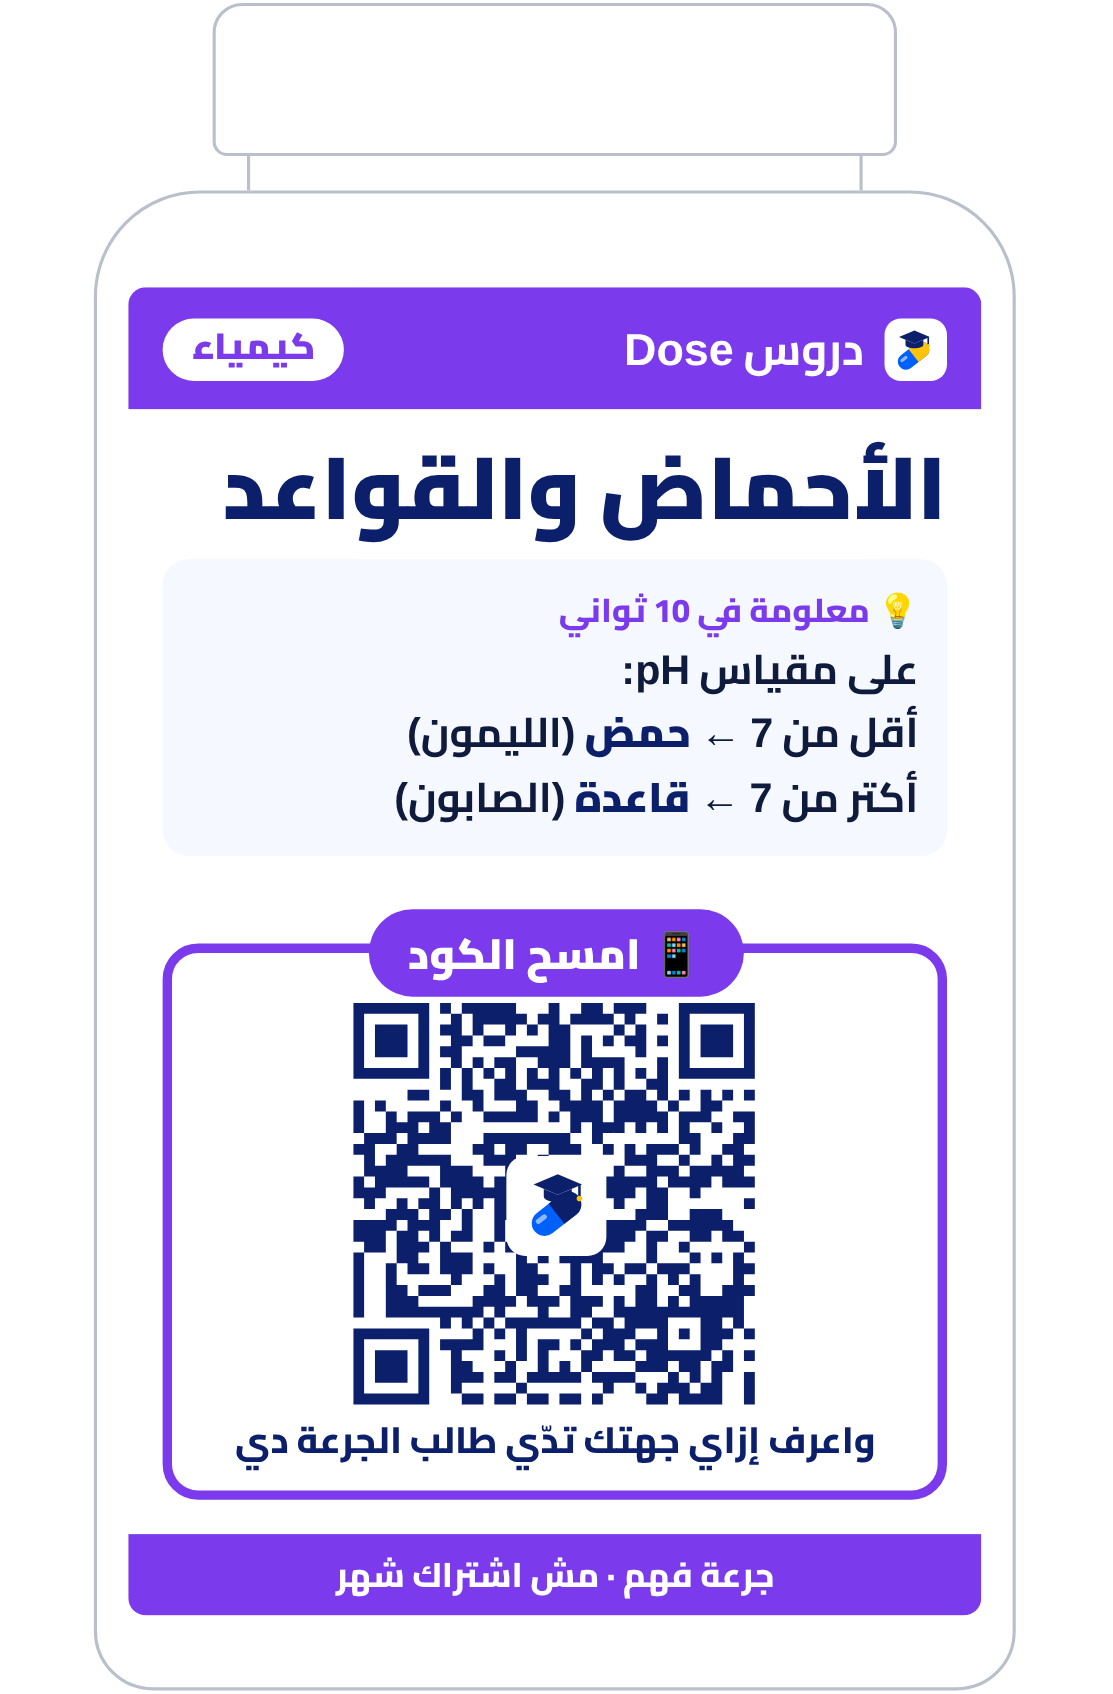 دروس Dose
كيمياء
الأحماض والقواعد
💡 معلومة في 10 ثواني
على مقياس pH:
أقل من 7 ← حمض (الليمون)
أكتر من 7 ← قاعدة (الصابون)
📱 امسح الكود
واعرف إزاي جهتك تدّي طالب الجرعة دي
جرعة فهم · مش اشتراك شهر